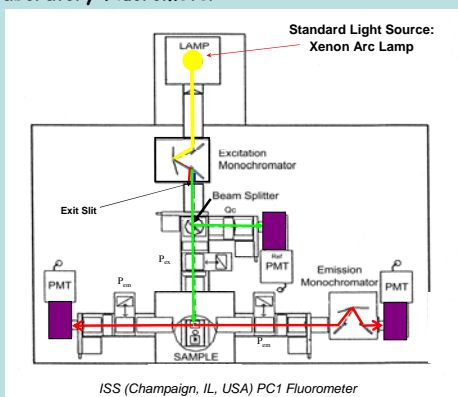 Standard Light Source:
Xenon Arc Lamp
LAMP
Excitation
Monochromator
Exit Slit
Beam Splitter
Qc
Pex
Ref
PMT
Emission
Monochromator
PMT
Pem
PMT
Pem
SAMPLE
ISS (Champaign, IL, USA) PC1 Fluorometer